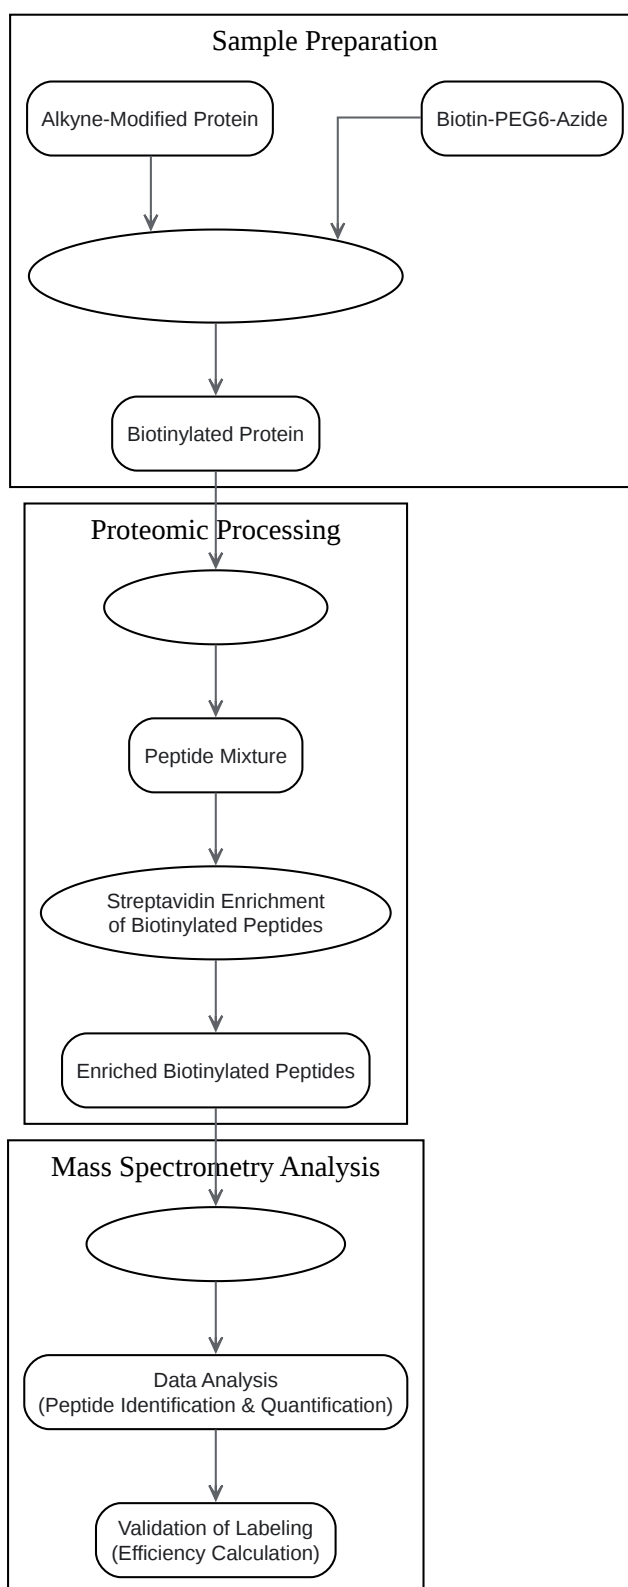 Sample Preparation
Alkyne-Modified Protein
Biotin-PEG6-Azide
Biotinylated Protein
Proteomic Processing
Peptide Mixture
Streptavidin Enrichment
of Biotinylated Peptides
Enriched Biotinylated Peptides
Mass Spectrometry Analysis
Data Analysis
(Peptide Identification & Quantification)
Validation of Labeling
(Efficiency Calculation)